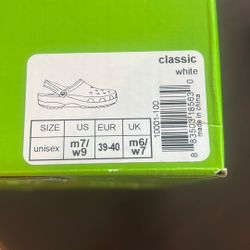 classic
white
SIZE US EUR UK
unisex m7/w9 39-40 m6/w7
10001-100
8 83503 18563 0
made in china